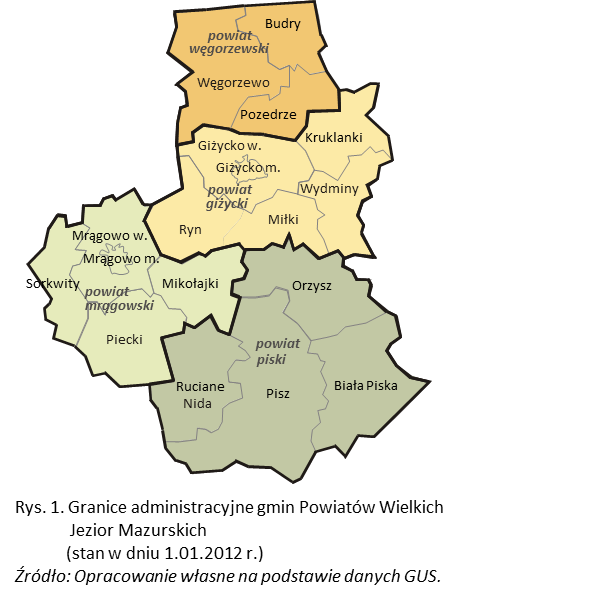 Budry
powiat
węgorzewski
Węgorzewo
Pozedrze
Kruklanki
Giżycko w.
Giżycko m.
Wydminy
powiat
giżycki
Miłki
Ryn
Mrągowo w.
Mrągowo m.
Sorkwity
Mikołajki
powiat
mrągowski
Piecki
Orzysz
powiat
piski
Ruciane
Nida
Pisz
Biała Piska
Rys. 1. Granice administracyjne gmin Powiatów Wielkich
Jezior Mazurskich
(stan w dniu 1.01.2012 r.)
Źródło: Opracowanie własne na podstawie danych GUS.